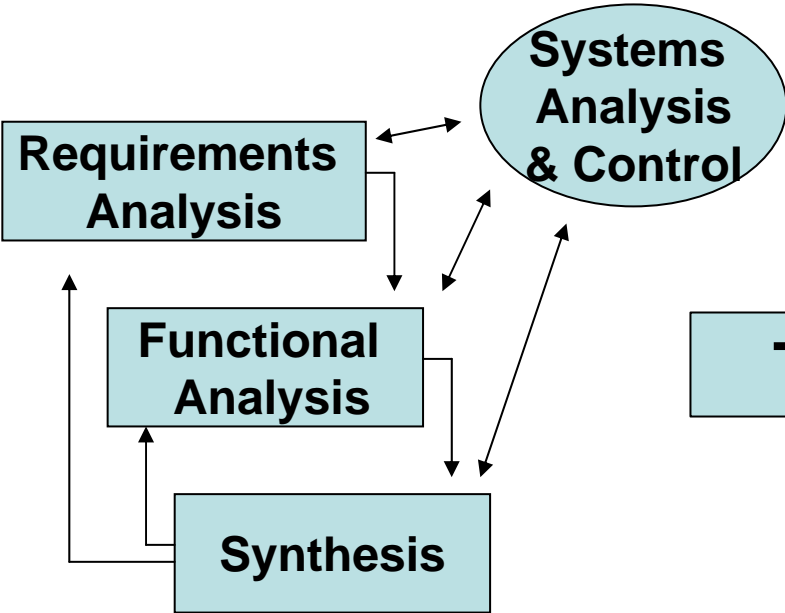 Systems
Analysis
& Control
Requirements
Analysis
Functional
Analysis
Synthesis